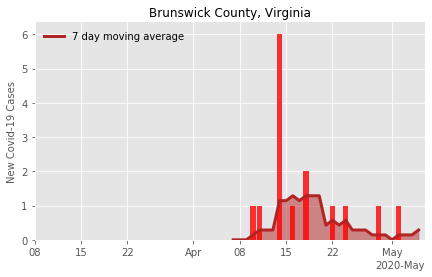 Brunswick County, Virginia
7 day moving average
New Covid-19 Cases
6
5
4
3
2
1
0
08
15
22
Apr
08
15
22
May
2020-May